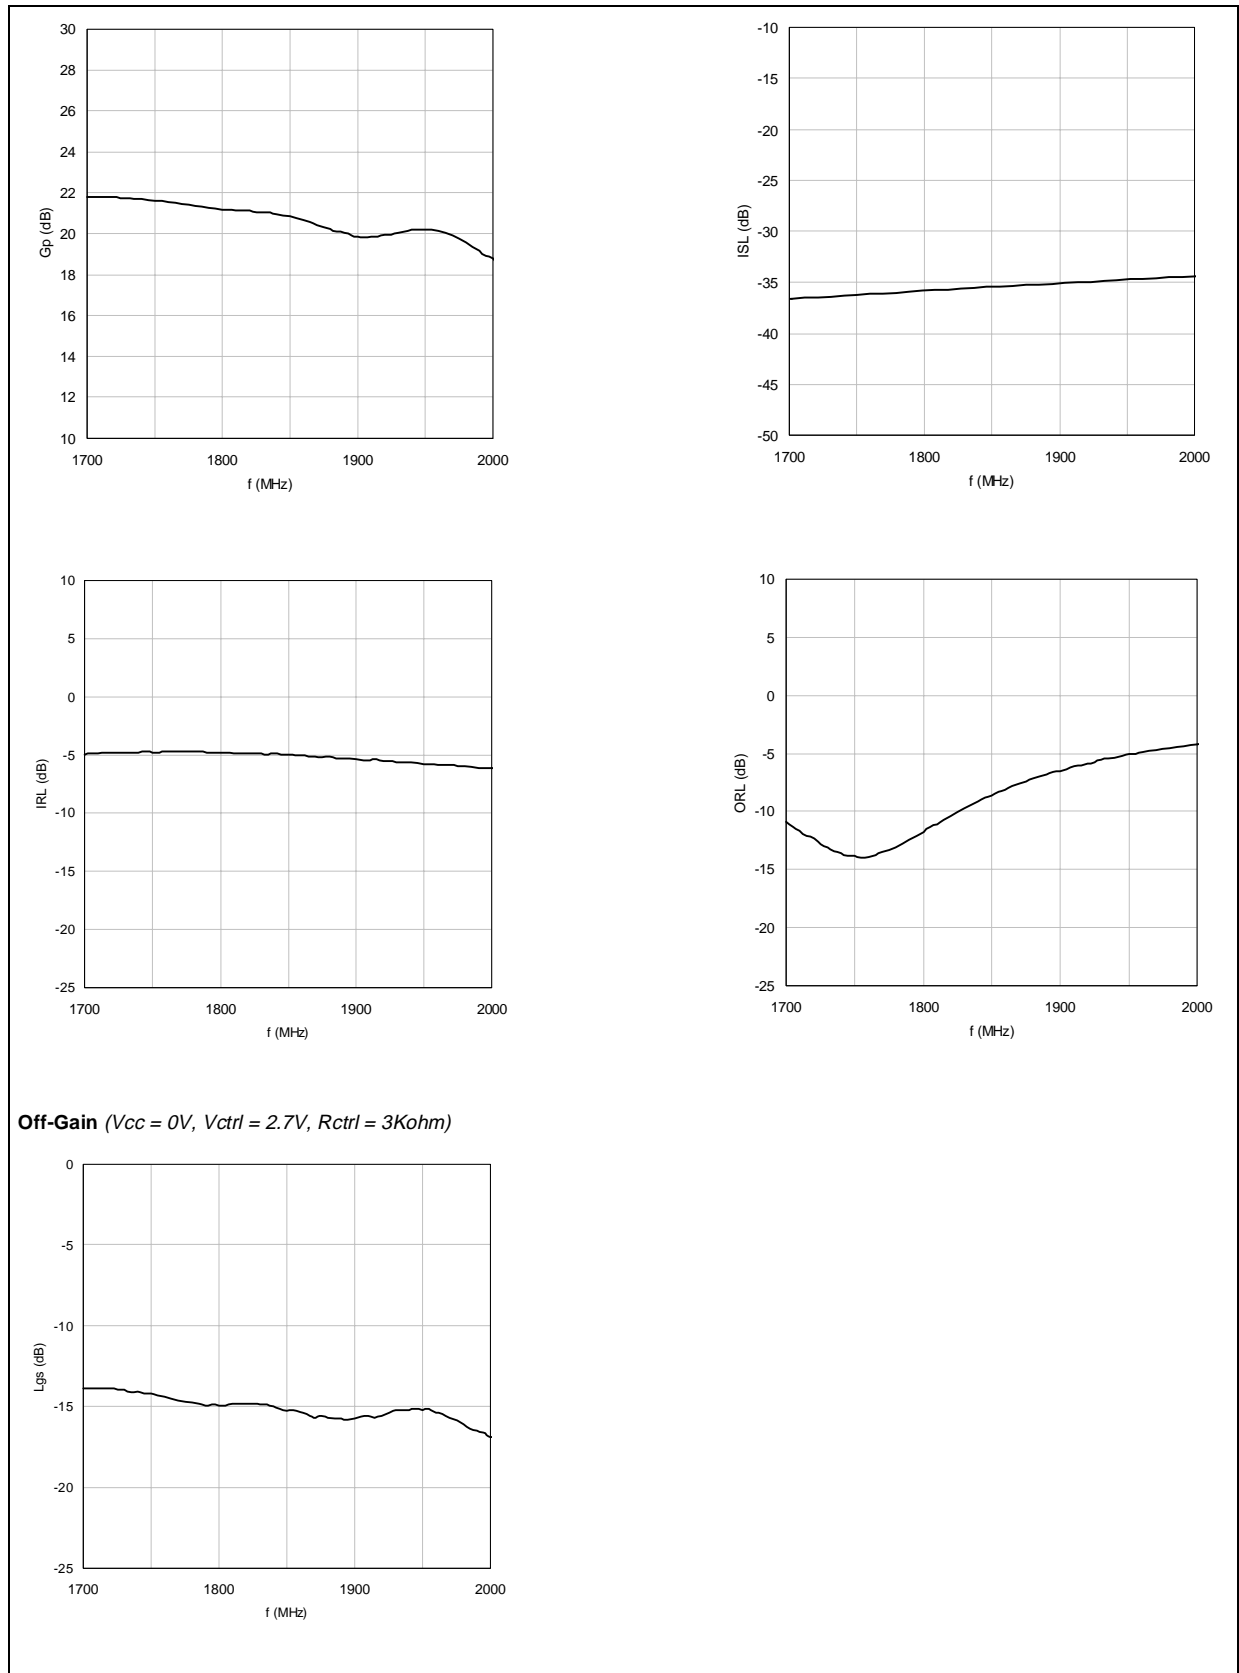 30
28
26
24
22
20
18
16
14
12
10
Gp (dB)
1700 1800 1900 2000
f (MHz)
-10
-15
-20
-25
-30
-35
-40
-45
-50
ISL (dB)
1700 1800 1900 2000
f (MHz)
10
5
0
-5
-10
-15
-20
-25
IRL (dB)
1700 1800 1900 2000
f (MHz)
10
5
0
-5
-10
-15
-20
-25
ORL (dB)
1700 1800 1900 2000
f (MHz)
Off-Gain (Vcc = 0V, Vctrl = 2.7V, Rctrl = 3Kohm)
0
-5
-10
-15
-20
-25
Lgs (dB)
1700 1800 1900 2000
f (MHz)